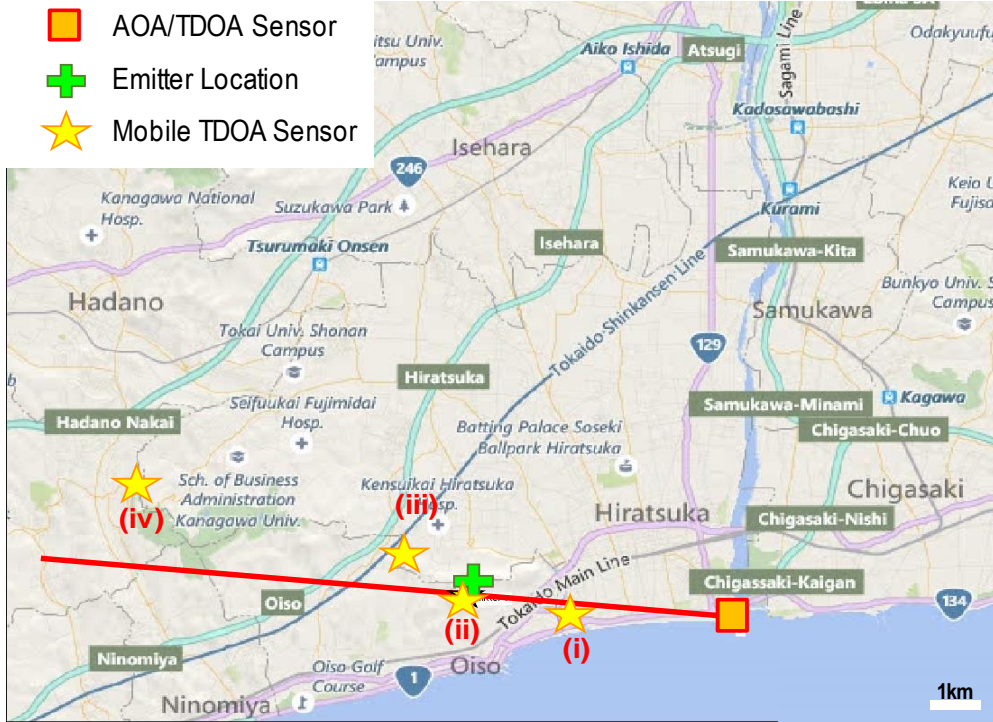 AOA/TDOA Sensor
Emitter Location
Mobile TDOA Sensor
Campus
Aiko Ishida
Atsugi
Sagami Line
Odakyuufu
Kadosawabashi
Isehara
246
Kanagawa National
Hosp.
Suzukawa Park
Kurami
Keio U
Fujisa
Tsurumaki Onsen
Isehara
Samukawa-Kita
Tokaido Shinkansen Line
Bunkyo Univ. S
Campus
Hadano
Samukawa
Tokai Univ. Shonan
Campus
129
Hiratsuka
Kagawa
Seifuukai Fujimidai
Hosp.
Samukawa-Minami
Hadano Nakai
Batting Palace Soseki
Ballpark Hiratsuka
Chigasaki-Chuo
Sch. of Business
Administration
Kanagawa Univ.
Kensuikai Hiratsuka
Hosp.
(iii)
(iv)
Hiratsuka
Chigasaki
Chigasaki-Nishi
Tokaido Main Line
Chigassaki-Kaigan
Oiso
134
(ii)
(i)
Ninomiya
Oiso Golf
Course
1
Oiso
Ninomiya
1km